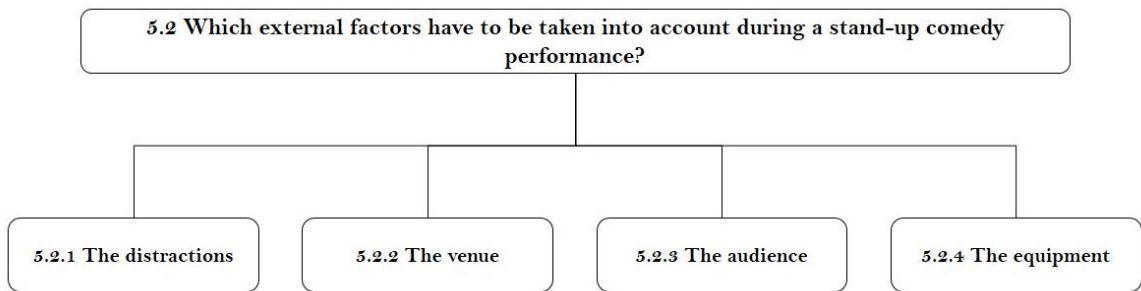 5.2 Which external factors have to be taken into account during a stand-up comedy
performance?
5.2.1 The distractions
5.2.2 The venue
5.2.3 The audience
5.2.4 The equipment